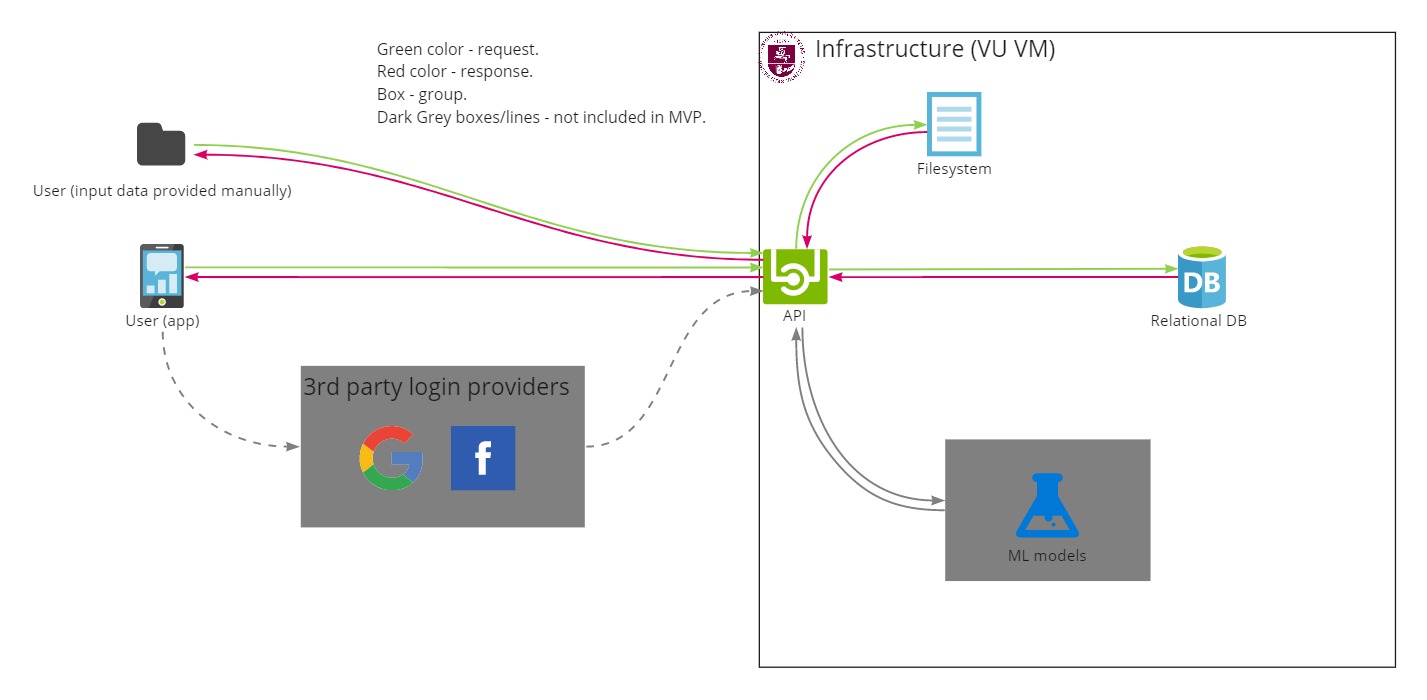 Green color - request.
Red color - response.
Box - group.
Dark Grey boxes/lines - not included in MVP.
Infrastructure (VU VM)
Filesystem
User (input data provided manually)
User (app)
API
DB
Relational DB
3rd party login providers
f
ML models